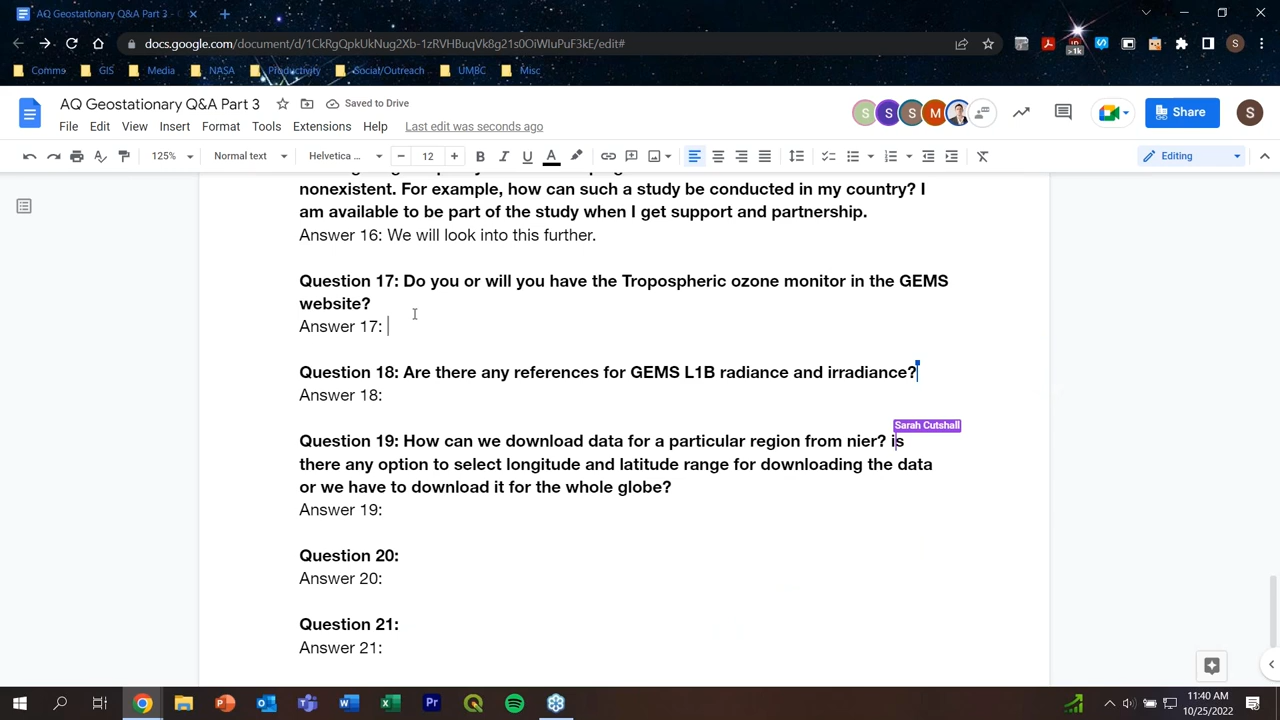 AQ Geostationary Q&A Part 3 -
docs.google.com/document/d/1CkRgQpkUkNug2Xb-1zRVHBuqVk8g21s0OiWIuPuF3kE/edit#
>1k
S
Comms GIS Media NASA Productivity Social/Outreach UMBC Misc
AQ Geostationary Q&A Part 3 Saved to Drive
S S S M Share S
File Edit View Insert Format Tools Extensions Help Last edit was seconds ago
125% Normal text Helvetica ... 12 B I U A Editing
nonexistent. For example, how can such a study be conducted in my country? I
am available to be part of the study when I get support and partnership.
Answer 16: We will look into this further.
Question 17: Do you or will you have the Tropospheric ozone monitor in the GEMS
website?
Answer 17:
Question 18: Are there any references for GEMS L1B radiance and irradiance?
Answer 18:
Sarah Cutshall
Question 19: How can we download data for a particular region from nier? is
there any option to select longitude and latitude range for downloading the data
or we have to download it for the whole globe?
Answer 19:
Question 20:
Answer 20:
Question 21:
Answer 21:
11:40 AM
10/25/2022